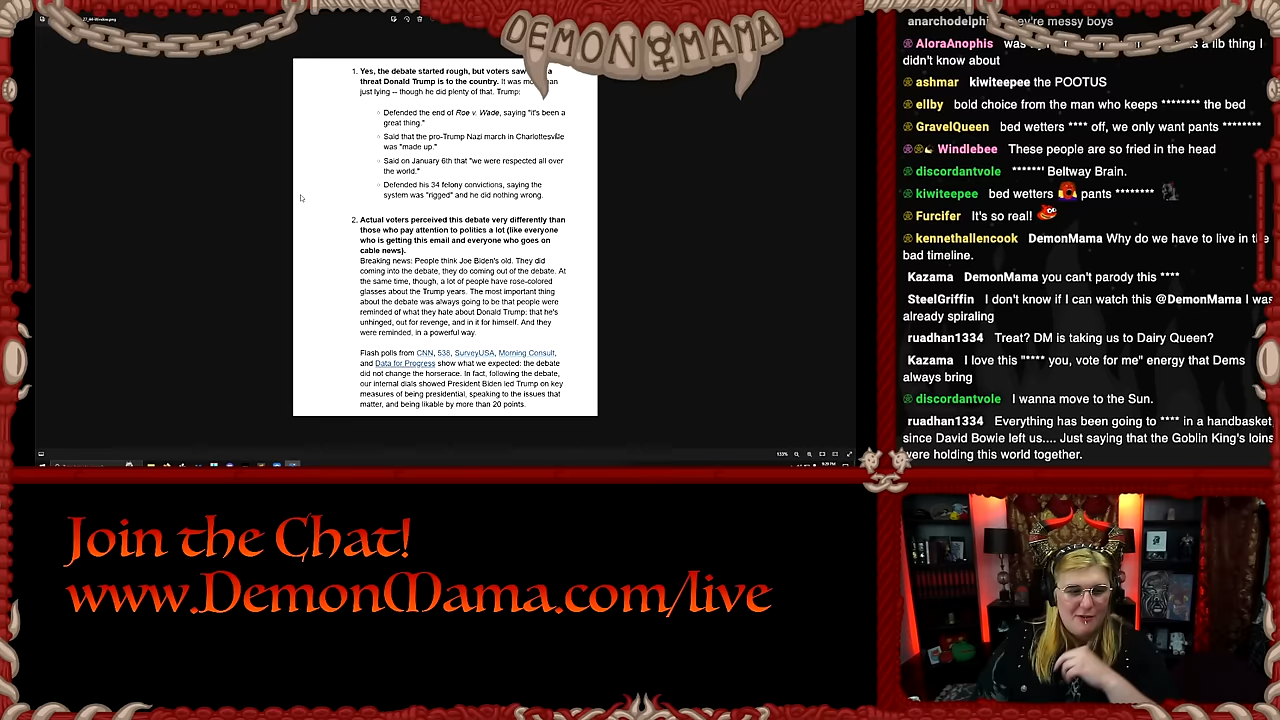 DEMON MAMA
1. Yes, the debate started rough, but voters saw a
threat Donald Trump is to the country. It was mo an
just lying -- though he did plenty of that. Trump:
Defended the end of Roe v. Wade, saying "it's been a
great thing."
Said that the pro-Trump Nazi march in Charlottesville
was "made up."
Said on January 6th that "we were respected all over
the world."
Defended his 34 felony convictions, saying the
system was "rigged" and he did nothing wrong.
2. Actual voters perceived this debate very differently than
those who pay attention to politics a lot (like everyone
who is getting this email and everyone who goes on
cable news).
Breaking news: People think Joe Biden's old. They did
coming into the debate, they do coming out of the debate. At
the same time, though, a lot of people have rose-colored
glasses about the Trump years. The most important thing
about the debate was always going to be that people were
reminded of what they hate about Donald Trump: that he's
unhinged, out for revenge, and in it for himself. And they
were reminded, in a powerful way.
Flash polls from CNN, 538, SurveyUSA, Morning Consult,
and Data for Progress show what we expected: the debate
did not change the horserace. In fact, following the debate,
our internal dials showed President Biden led Trump on key
measures of being presidential, speaking to the issues that
matter, and being likable by more than 20 points.
133%
anarchodelphi they're messy boys
AloraAnophis was a lib thing I
didn't know about
ashmar kiwiteepee the POOTUS
ellby bold choice from the man who keeps ******** the bed
GravelQueen bed wetters **** off, we only want pants ********
Windlebee These people are so fried in the head
discordantvole ******* Beltway Brain.
kiwiteepee bed wetters pants ********
Furcifer It's so real!
kennethallencook DemonMama Why do we have to live in the
bad timeline.
Kazama DemonMama you can't parody this ****
SteelGriffin I don't know if I can watch this @DemonMama I was
already spiraling
ruadhan1334 Treat? DM is taking us to Dairy Queen?
Kazama I love this "**** you, vote for me" energy that Dems
always bring
discordantvole I wanna move to the Sun.
ruadhan1334 Everything has been going to **** in a handbasket
since David Bowie left us.... Just saying that the Goblin King's loins
were holding this world together.
Join the Chat!
www.DemonMama.com/live